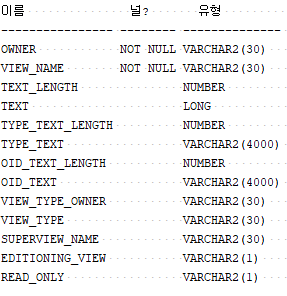 이름                널?       유형
----------------- -------- --------------
OWNER             NOT NULL VARCHAR2(30)
VIEW_NAME         NOT NULL VARCHAR2(30)
TEXT_LENGTH                NUMBER
TEXT                       LONG
TYPE_TEXT_LENGTH           NUMBER
TYPE_TEXT                  VARCHAR2(4000)
OID_TEXT_LENGTH            NUMBER
OID_TEXT                   VARCHAR2(4000)
VIEW_TYPE_OWNER            VARCHAR2(30)
VIEW_TYPE                  VARCHAR2(30)
SUPERVIEW_NAME             VARCHAR2(30)
EDITIONING_VIEW            VARCHAR2(1)
READ_ONLY                  VARCHAR2(1)